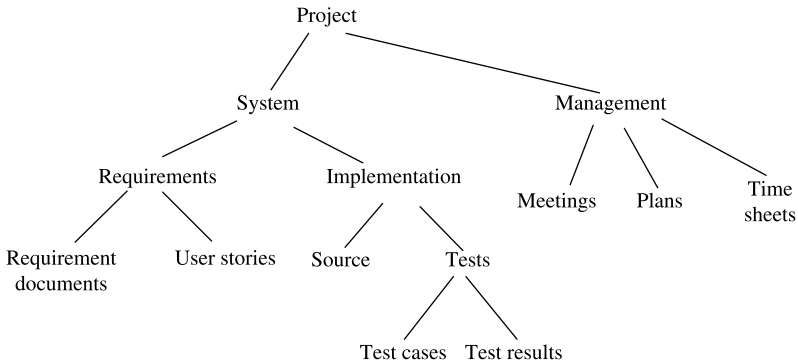 Project
System
Management
Requirements
Implementation
Meetings
Plans
Time
sheets
Requirement
documents
User stories
Source
Tests
Test cases
Test results